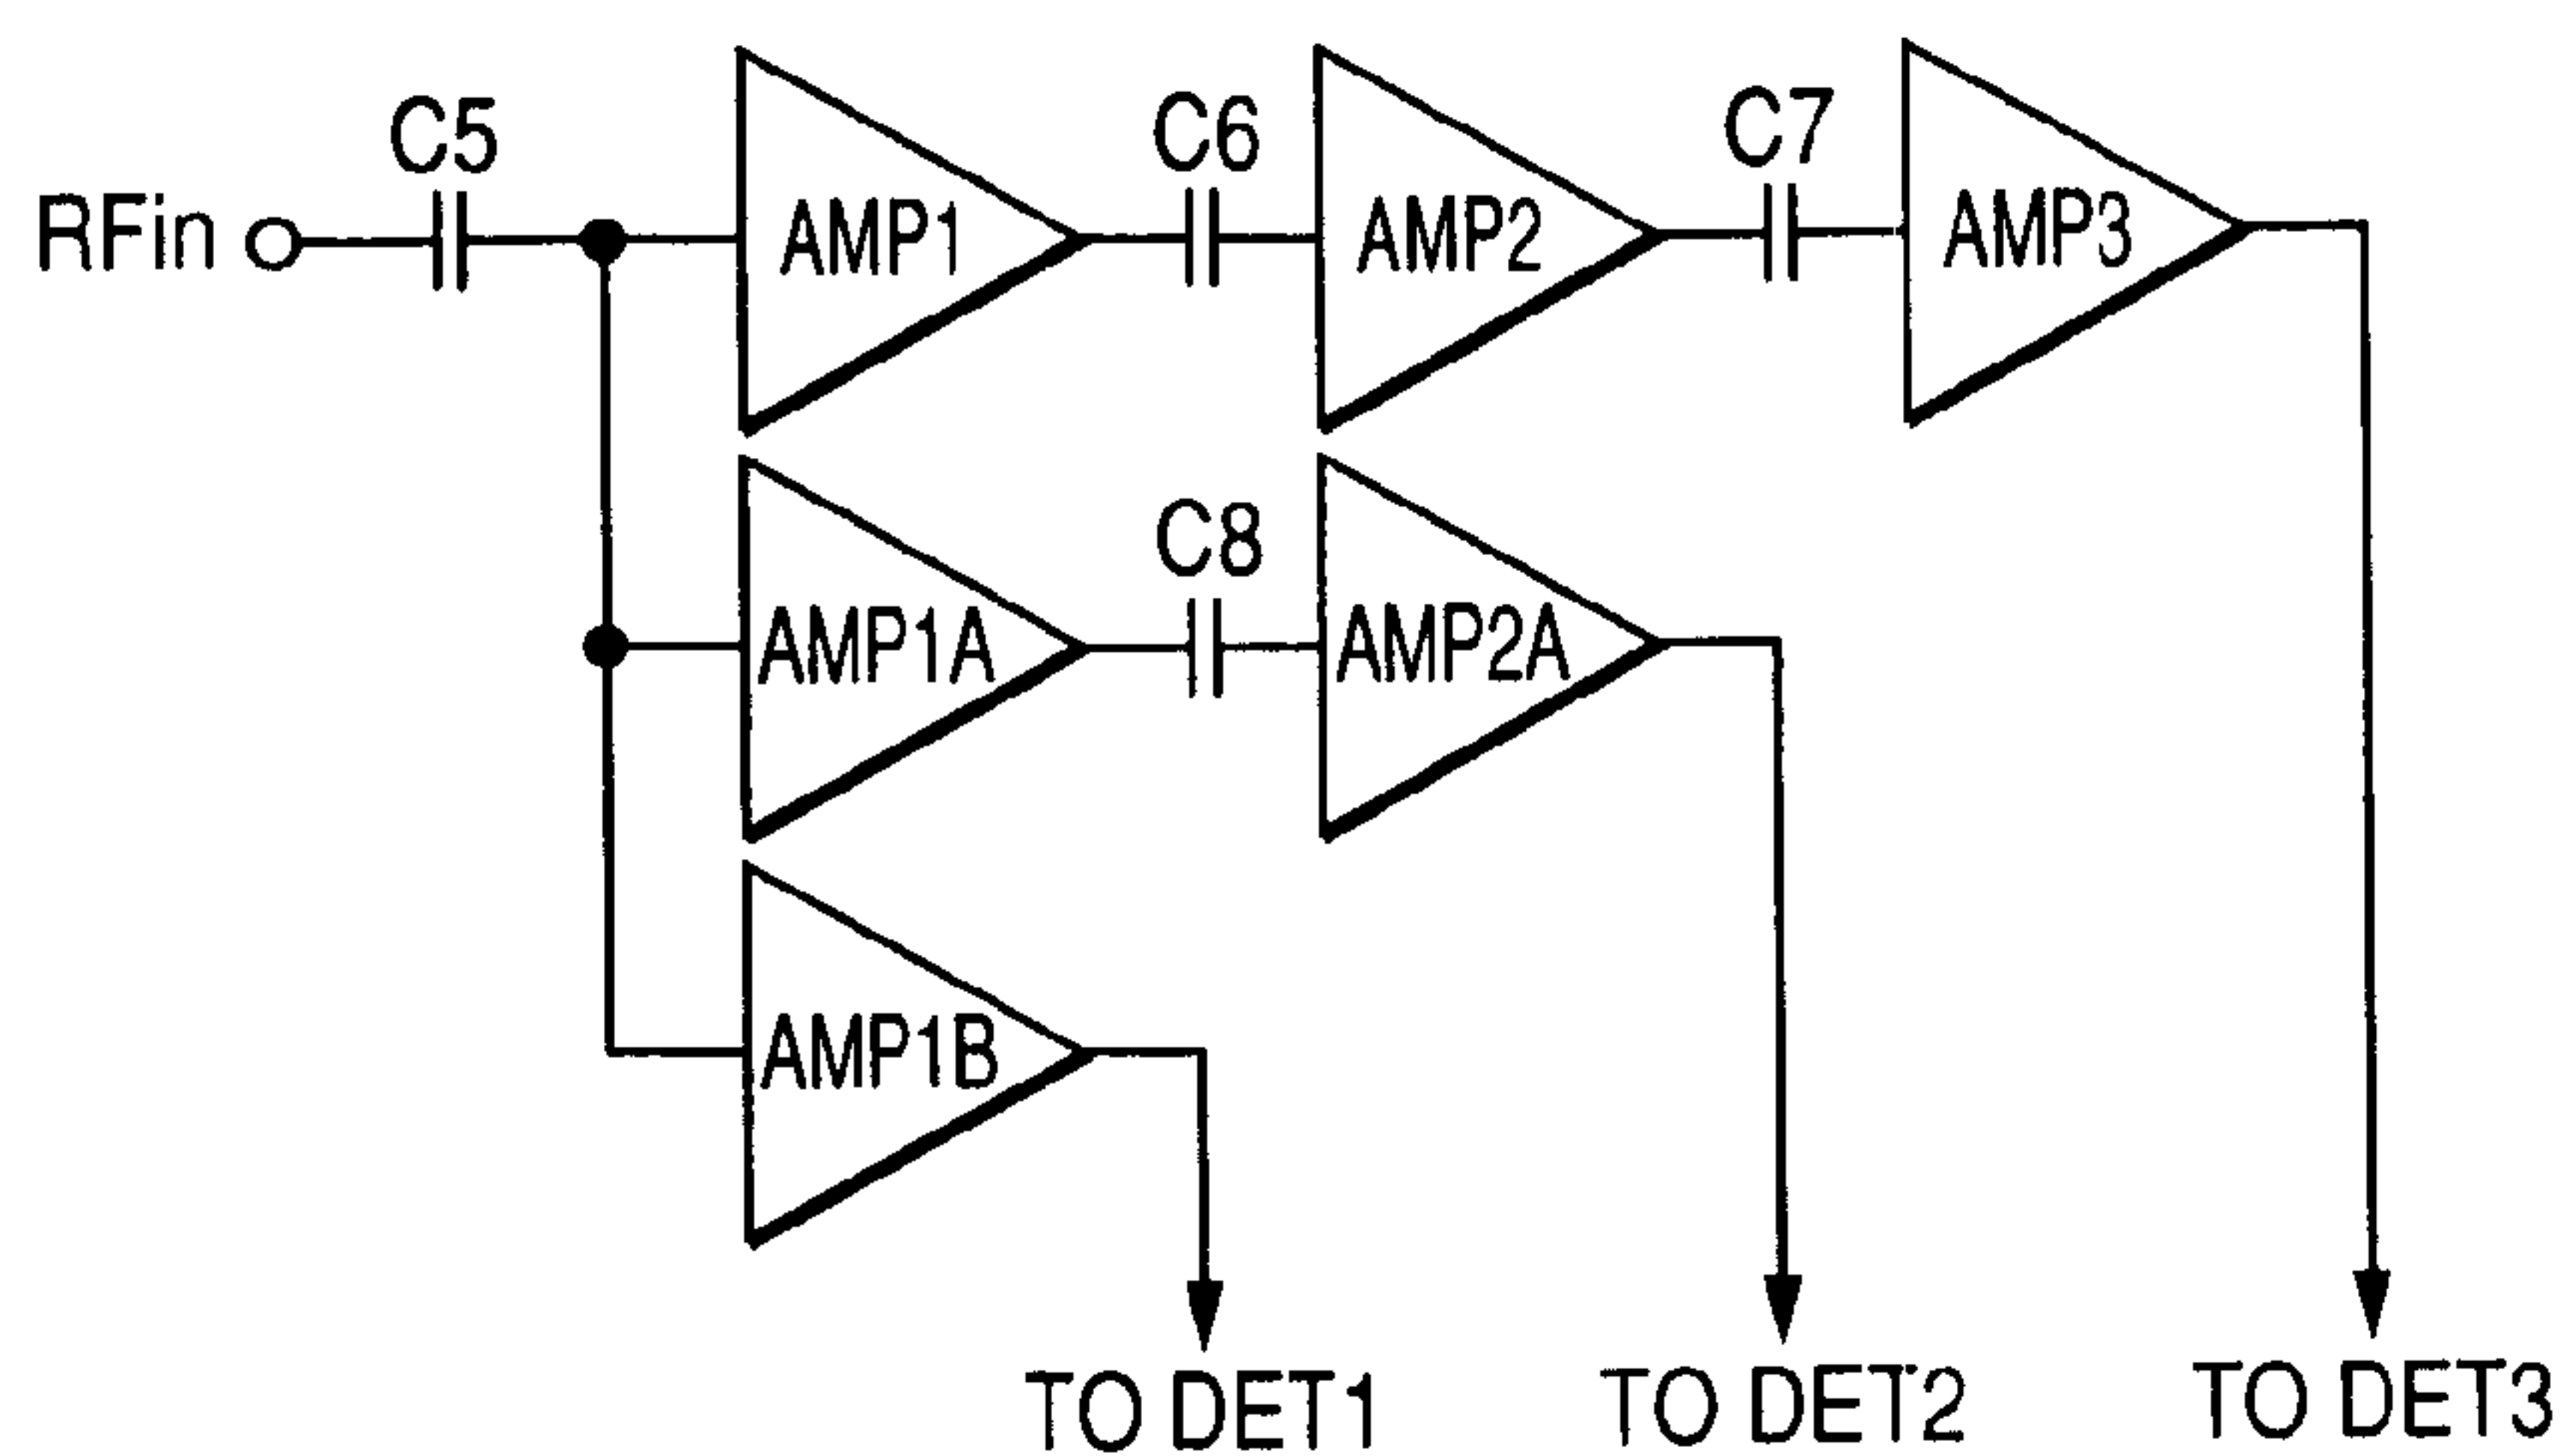 C5
C6
C7
RFin
AMP1
AMP2
AMP3
C8
AMP1A
AMP2A
AMP1B
TO DET1
TO DET2
TO DET3